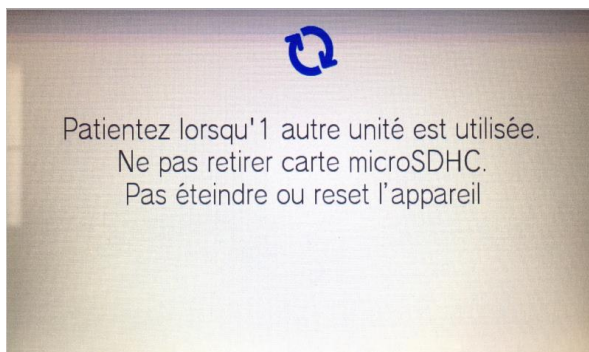 Patientez lorsqu'1 autre unité est utilisée.
Ne pas retirer carte microSDHC.
Pas éteindre ou reset l'appareil